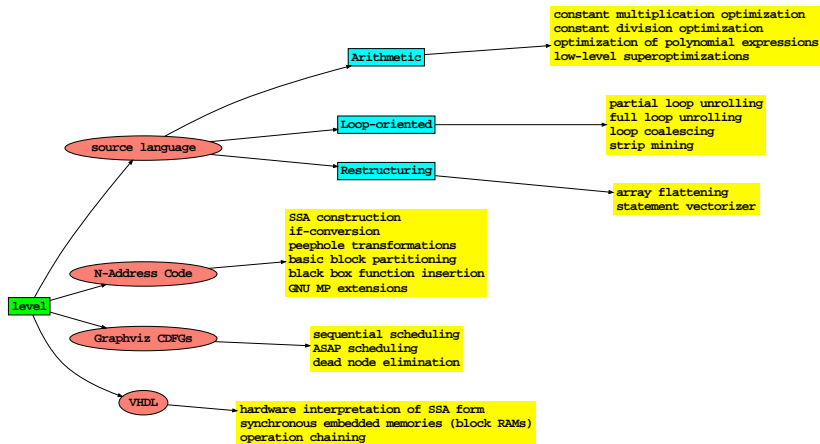 constant multiplication optimization
constant division optimization
optimization of polynomial expressions
low-level superoptimizations
Arithmetic
partial loop unrolling
full loop unrolling
loop coalescing
strip mining
Loop-oriented
source language
Restructuring
array flattening
statement vectorizer
SSA construction
if-conversion
peephole transformations
basic block partitioning
black box function insertion
GNU MP extensions
N-Address Code
level
Graphviz CDFGs
sequential scheduling
ASAP scheduling
dead node elimination
VHDL
hardware interpretation of SSA form
synchronous embedded memories (block RAMs)
operation chaining